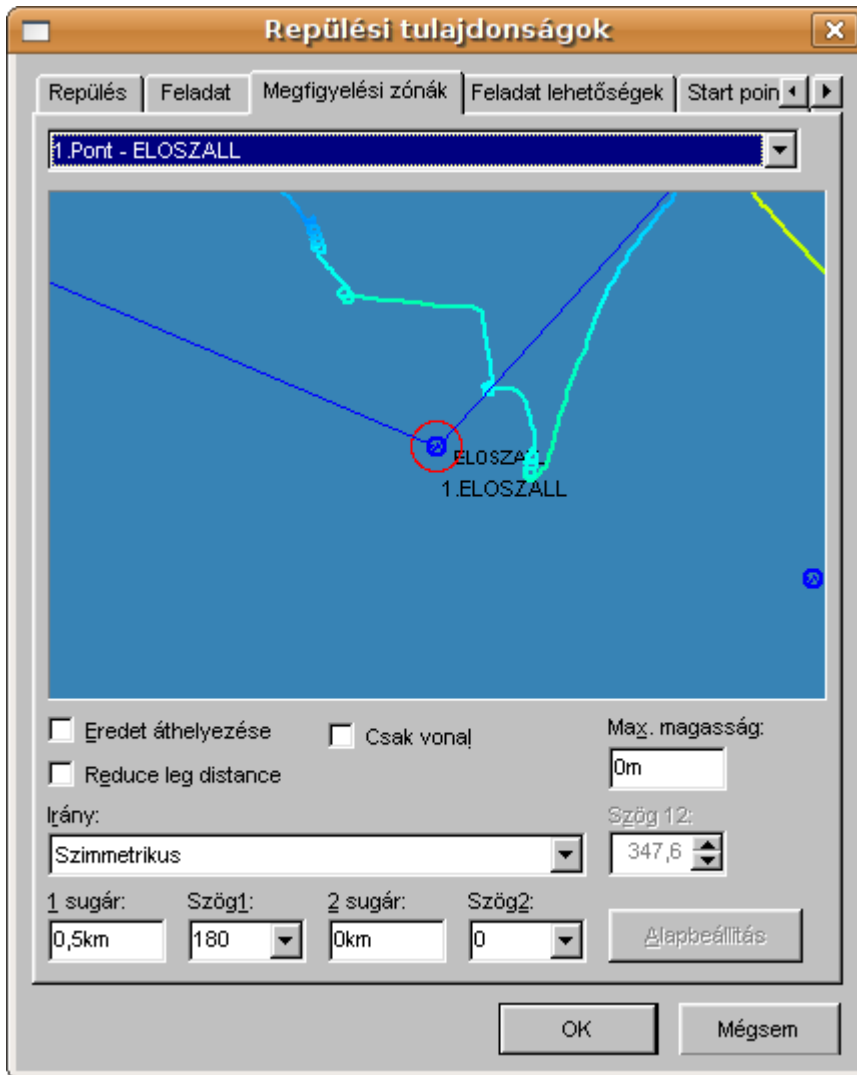 Repülési tulajdonságok
Repülés Feladat Megfigyelési zónák Feladat lehetőségek Start poin
1.Pont - ELOSZALL
ELOSZALL
1.ELOSZALL
Eredet áthelyezése Csak vonal Max. magasság:
Reduce leg distance 0m
Irány: Szög 12:
Szimmetrikus 347,6
1 sugár: Szög1: 2 sugár: Szög2:
0,5km 180 0km 0 Alapbeállítás
OK Mégsem